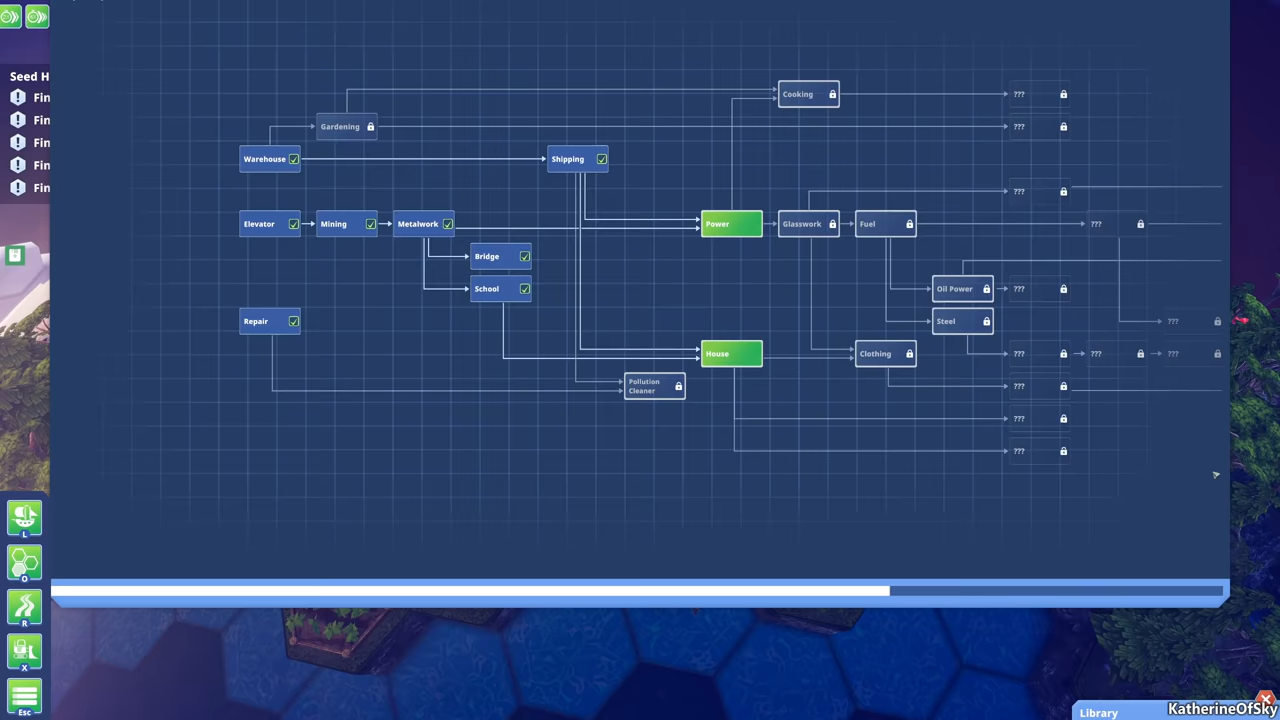 Seed H
Fin
Fin
Fin
Fin
Fin
Cooking
???
Gardening
???
Warehouse
Shipping
???
Elevator
Mining
Metalwork
Power
Glasswork
Fuel
???
Bridge
School
Oil Power
???
Repair
Steel
???
House
Clothing
???
???
???
Pollution
Cleaner
???
???
???
L
O
R
X
Esc
Library
KatherineOfSky